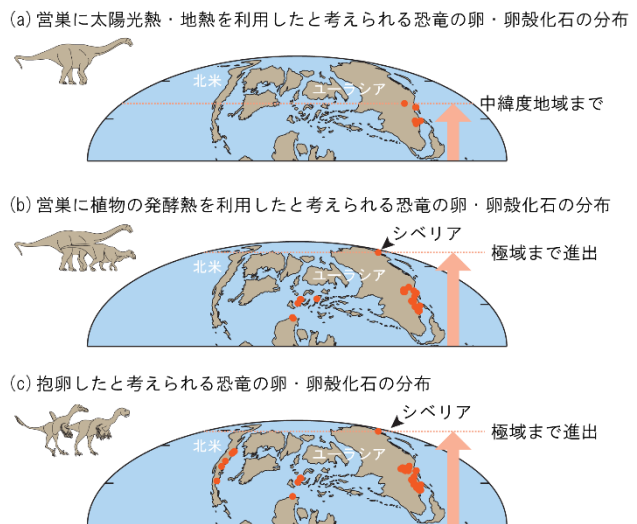 (a) 営巣に太陽光熱・地熱を利用したと考えられる恐竜の卵・卵殻化石の分布
北米
ユーラシア
中緯度地域まで
(b) 営巣に植物の発酵熱を利用したと考えられる恐竜の卵・卵殻化石の分布
シベリア
極域まで進出
北米
ユーラシア
(c) 抱卵したと考えられる恐竜の卵・卵殻化石の分布
シベリア
極域まで進出
北米
ユーラシア